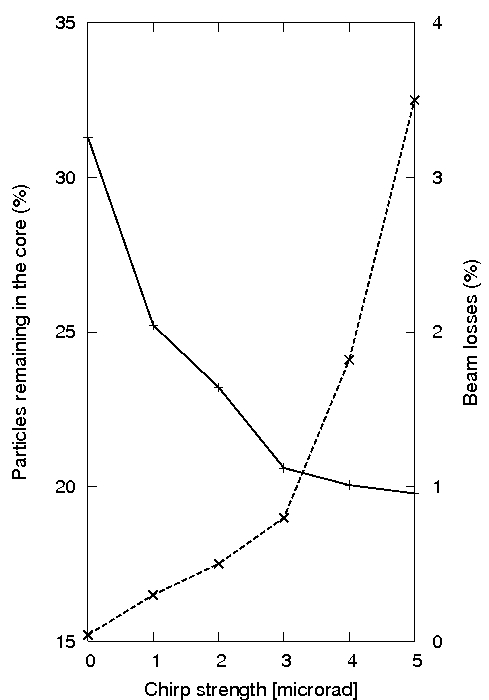 35
30
25
20
15
Particles remaining in the core (%)
4
3
2
1
0
Beam losses (%)
0 1 2 3 4 5
Chirp strength [microrad]